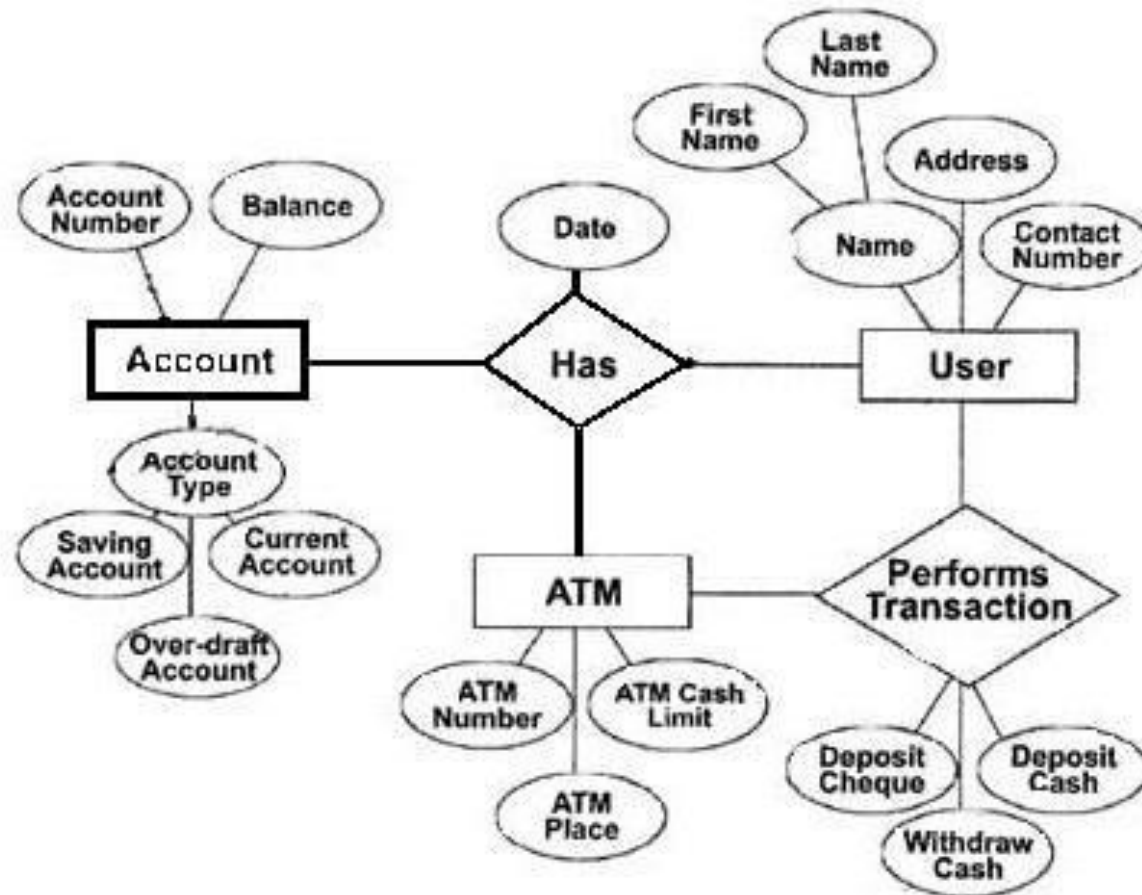 Last
Name
First
Name
Address
Account
Number
Balance
Date
Name
Contact
Number
Account
Has
User
Account
Type
Saving
Account
Current
Account
Over-draft
Account
ATM
Performs
Transaction
ATM
Number
ATM Cash
Limit
ATM
Place
Deposit
Cheque
Deposit
Cash
Withdraw
Cash